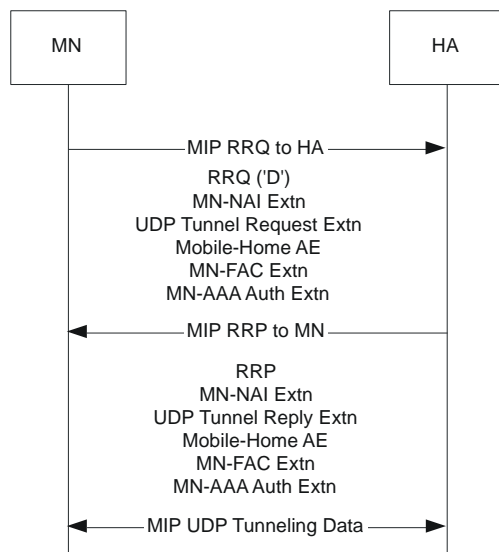 MN
HA
MIP RRQ to HA
RRQ ('D')
MN-NAI Extn
UDP Tunnel Request Extn
Mobile-Home AE
MN-FAC Extn
MN-AAA Auth Extn
MIP RRP to MN
RRP
MN-NAI Extn
UDP Tunnel Reply Extn
Mobile-Home AE
MN-FAC Extn
MN-AAA Auth Extn
MIP UDP Tunneling Data